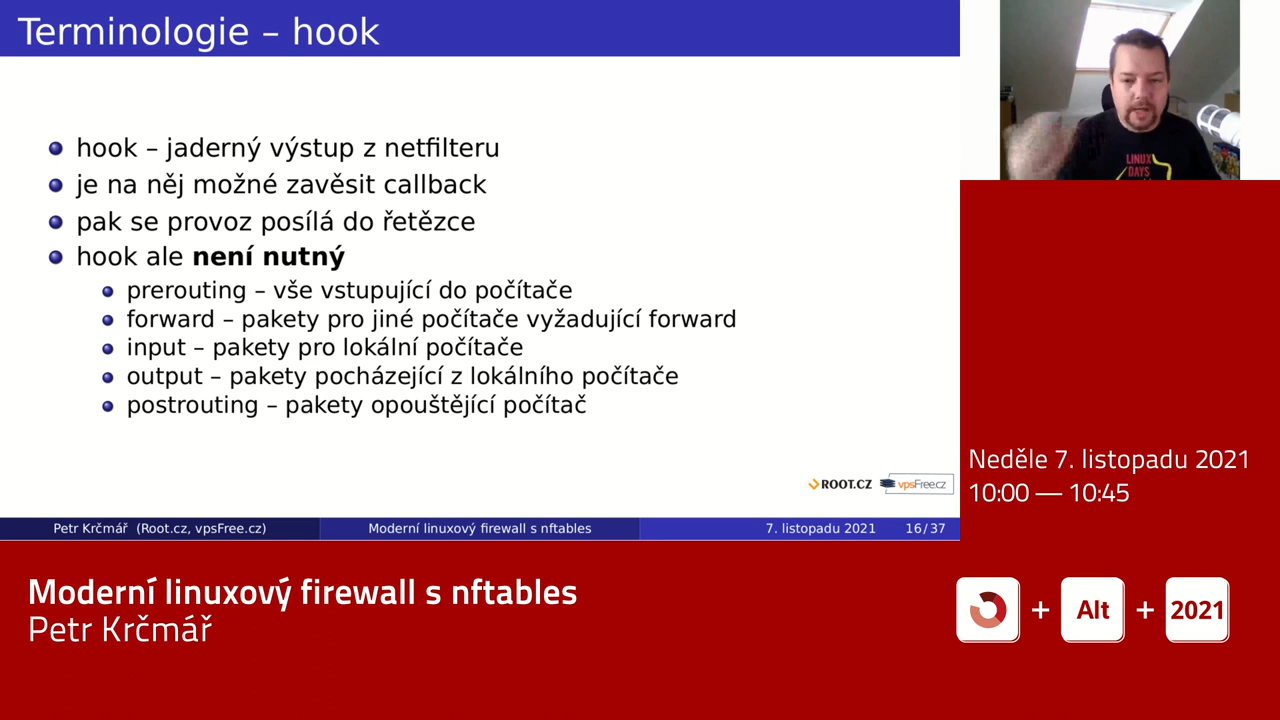 Terminologie – hook
hook – jaderný výstup z netfilteru
je na něj možné zavěsit callback
pak se provoz posílá do řetězce
hook ale není nutný
prerouting – vše vstupující do počítače
forward – pakety pro jiné počítače vyžadující forward
input – pakety pro lokální počítače
output – pakety pocházející z lokálního počítače
postrouting – pakety opouštějící počítač
ROOT.CZ vpsFree.cz
Petr Krčmář (Root.cz, vpsFree.cz) Moderní linuxový firewall s nftables 7. listopadu 2021 16/37
LINUX
DAYS
Neděle 7. listopadu 2021
10:00 — 10:45
Moderní linuxový firewall s nftables
Petr Krčmář
+ Alt + 2021